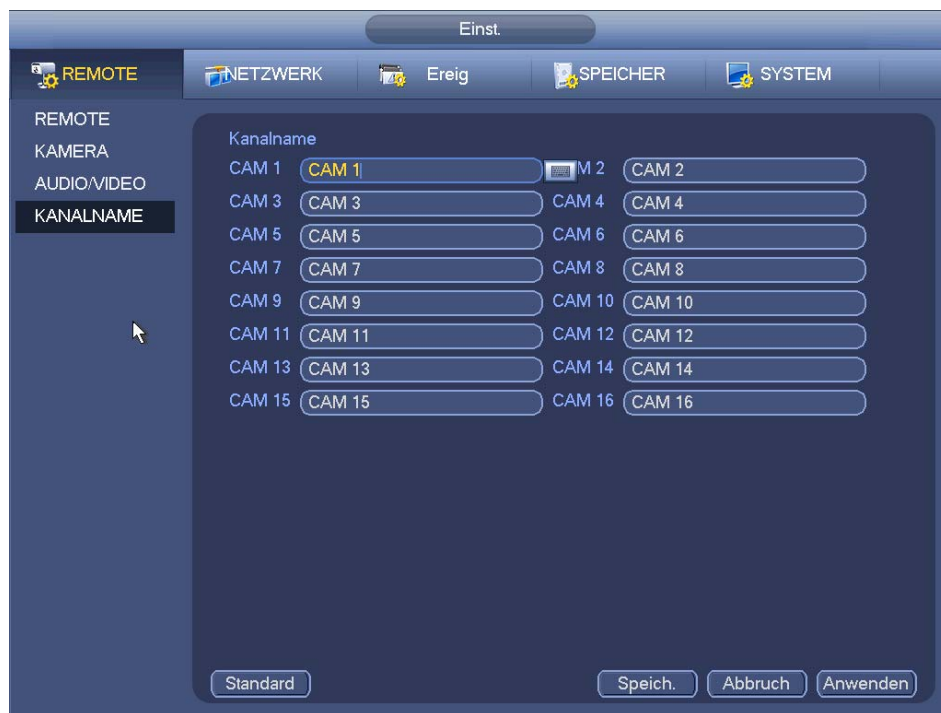 Einst.
REMOTE NETZWERK Ereig SPEICHER SYSTEM
REMOTE
KAMERA
AUDIO/VIDEO
KANALNAME
Kanalname
CAM 1 CAM 1 M 2 CAM 2
CAM 3 CAM 3 CAM 4 CAM 4
CAM 5 CAM 5 CAM 6 CAM 6
CAM 7 CAM 7 CAM 8 CAM 8
CAM 9 CAM 9 CAM 10 CAM 10
CAM 11 CAM 11 CAM 12 CAM 12
CAM 13 CAM 13 CAM 14 CAM 14
CAM 15 CAM 15 CAM 16 CAM 16
Standard Speich. Abbruch Anwenden